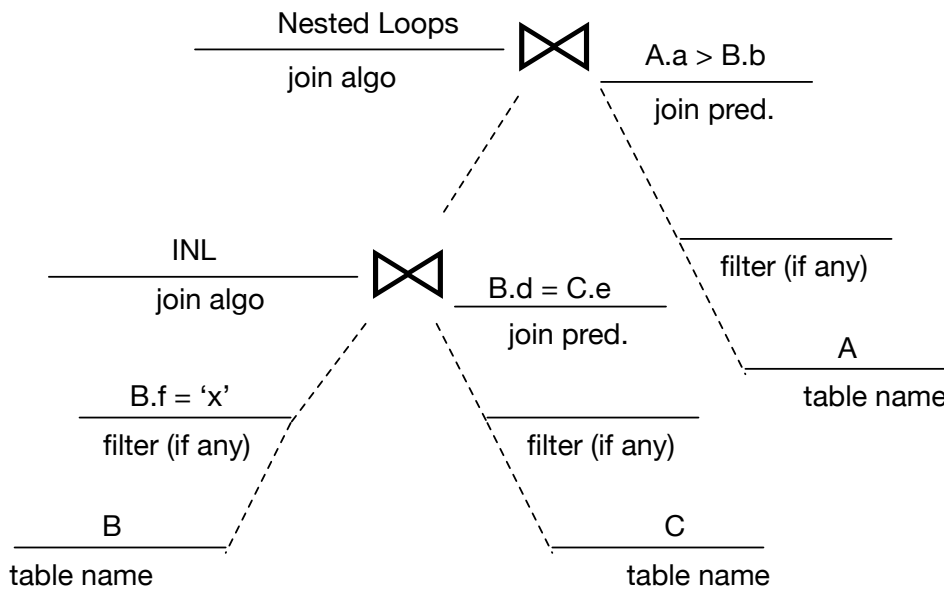 Nested Loops
join algo
A.a > B.b
join pred.
filter (if any)
A
table name
INL
join algo
B.d = C.e
join pred.
B.f = ‘x’
filter (if any)
filter (if any)
B
table name
C
table name